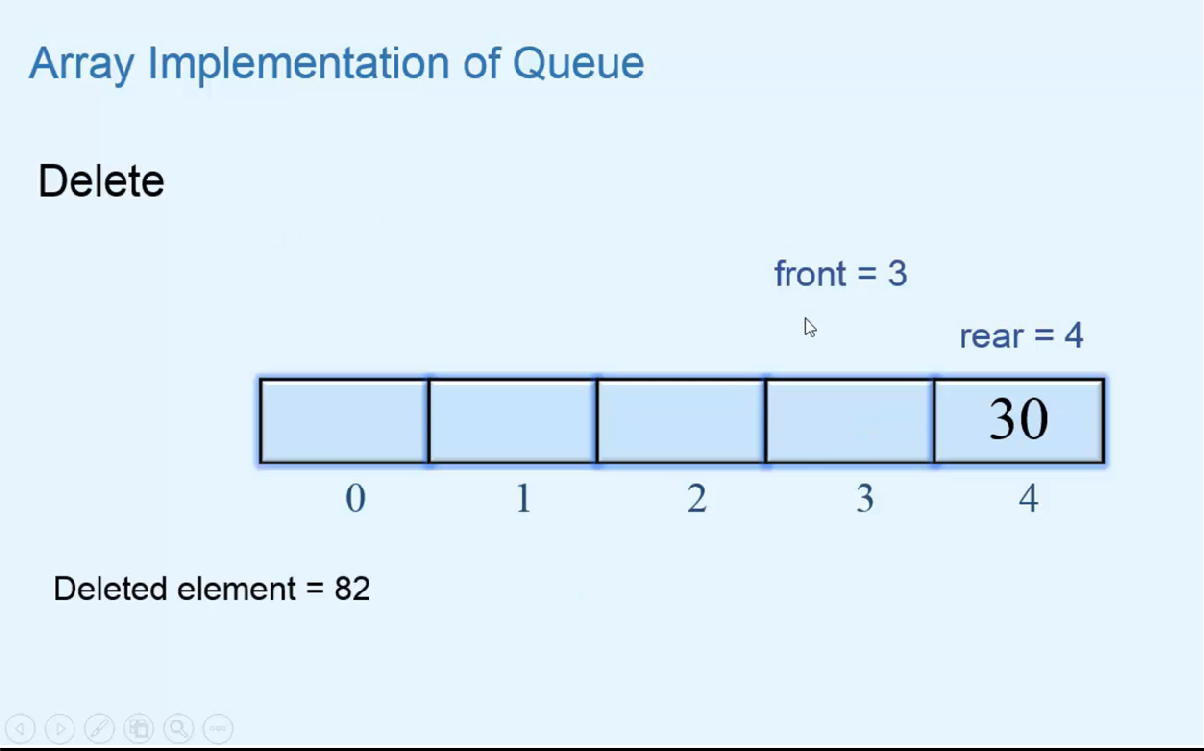 Array Implementation of Queue
Delete
front = 3
rear = 4
30
0 1 2 3 4
Deleted element = 82